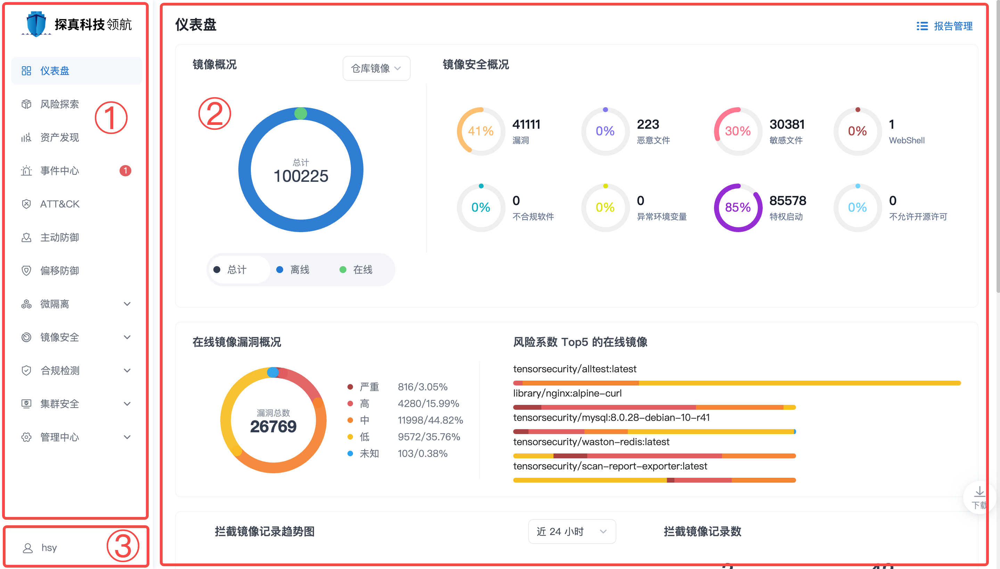 探真科技 领航
仪表盘
风险探索
①
资产发现
事件中心 1
ATT&CK
主动防御
偏移防御
微隔离
镜像安全
合规检测
集群安全
管理中心
hsy
③
仪表盘
报告管理
镜像概况
仓库镜像
②
总计
100225
总计 离线 在线
镜像安全概况
41% 41111 漏洞
0% 223 恶意文件
30% 30381 敏感文件
0% 1 WebShell
0% 0 不合规软件
0% 0 异常环境变量
85% 85578 特权启动
0% 0 不允许开源许可
在线镜像漏洞概况
漏洞总数
26769
严重 816/3.05%
高 4280/15.99%
中 11998/44.82%
低 9572/35.76%
未知 103/0.38%
风险系数 Top5 的在线镜像
tensorsecurity/alltest:latest
library/nginx:alpine-curl
tensorsecurity/mysql:8.0.28-debian-10-r41
tensorsecurity/waston-redis:latest
tensorsecurity/scan-report-exporter:latest
下载
拦截镜像记录趋势图
近 24 小时
拦截镜像记录数